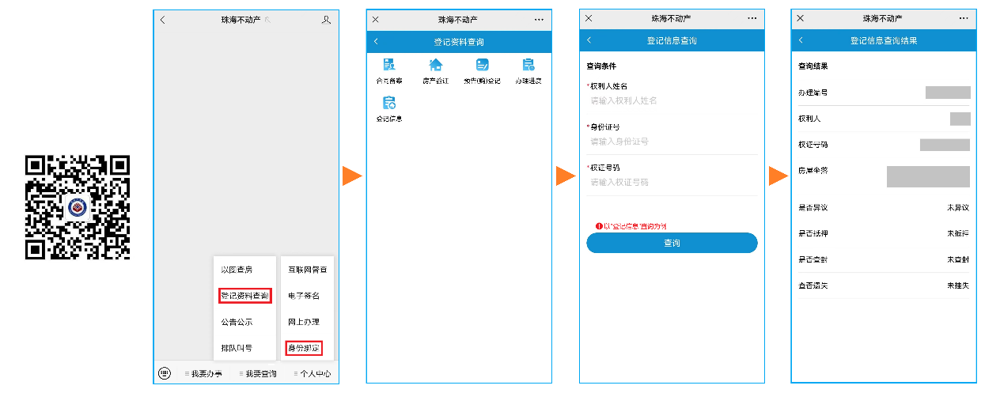 珠海不动产
以图查房
登记资料查询
公告公示
排队叫号
互联网督查
电子签名
网上办理
身份绑定
我要办事
我要查询
个人中心
珠海不动产
登记资料查询
合同备案
房产验证
预告(购)登记
办理进度
登记信息
珠海不动产
登记信息查询
查询条件
*权利人姓名
请输入权利人姓名
*身份证号
请输入身份证号
*权证号码
请输入权证号码
以"登记信息"查询为例
查询
珠海不动产
登记信息查询结果
查询结果
办理编号
权利人
权证号码
房屋坐落
是否异议 未异议
是否抵押 未抵押
是否查封 未查封
查否遗失 未挂失